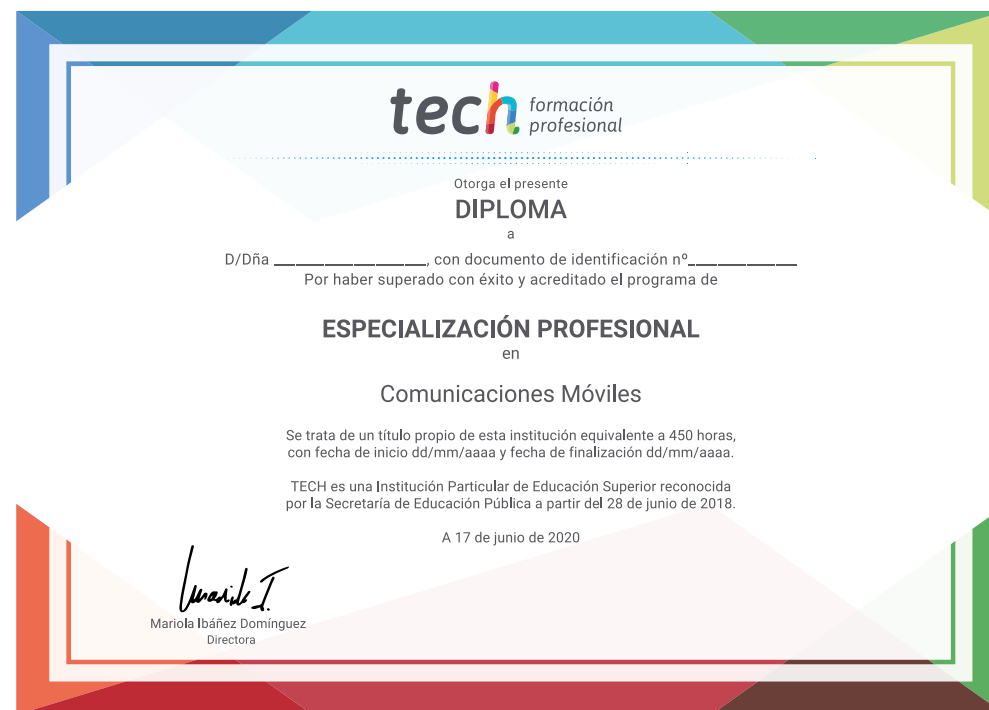 tech formación
profesional
Otorga el presente
DIPLOMA
a
D/Dña ______________, con documento de identificación nº__________
Por haber superado con éxito y acreditado el programa de
ESPECIALIZACIÓN PROFESIONAL
en
Comunicaciones Móviles
Se trata de un título propio de esta institución equivalente a 450 horas,
con fecha de inicio dd/mm/aaaa y fecha de finalización dd/mm/aaaa.
TECH es una Institución Particular de Educación Superior reconocida
por la Secretaría de Educación Pública a partir del 28 de junio de 2018.
A 17 de junio de 2020
Mariola Ibáñez Domínguez
Directora